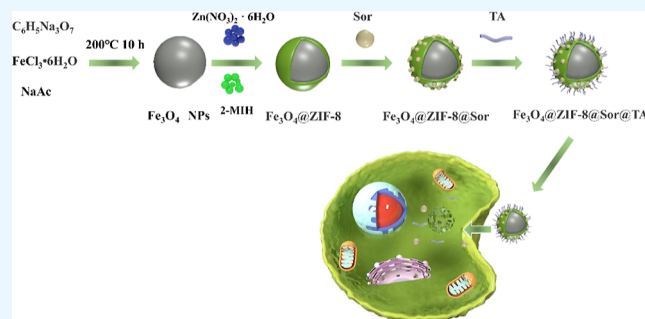 C₆H₅Na₃O₇
FeCl₃•6H₂O
NaAc
200℃ 10 h
Fe₃O₄ NPs
Zn(NO₃)₂ · 6H₂O
2-MIH
Fe₃O₄@ZIF-8
Sor
Fe₃O₄@ZIF-8@Sor
TA
Fe₃O₄@ZIF-8@Sor@TA